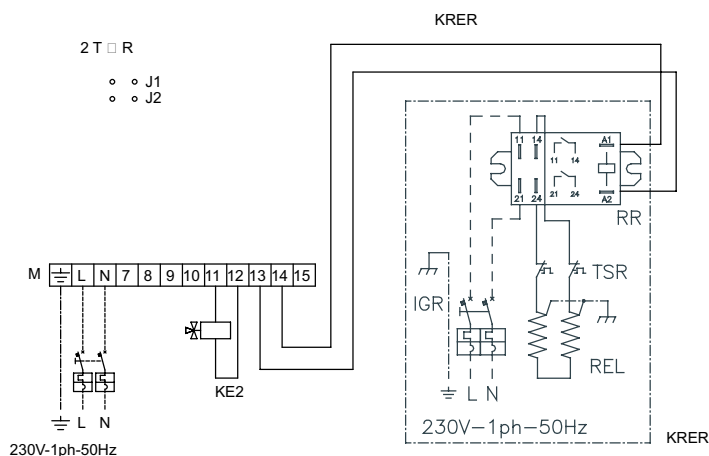 KRER
2 T □ R
J1
J2
11 14 A1
11 14
21 24
21 24 A2
RR
M L N 7 8 9 10 11 12 13 14 15
TSR
IGR
REL
KE2
L N
L N
230V-1ph-50Hz
KRER
230V-1ph-50Hz